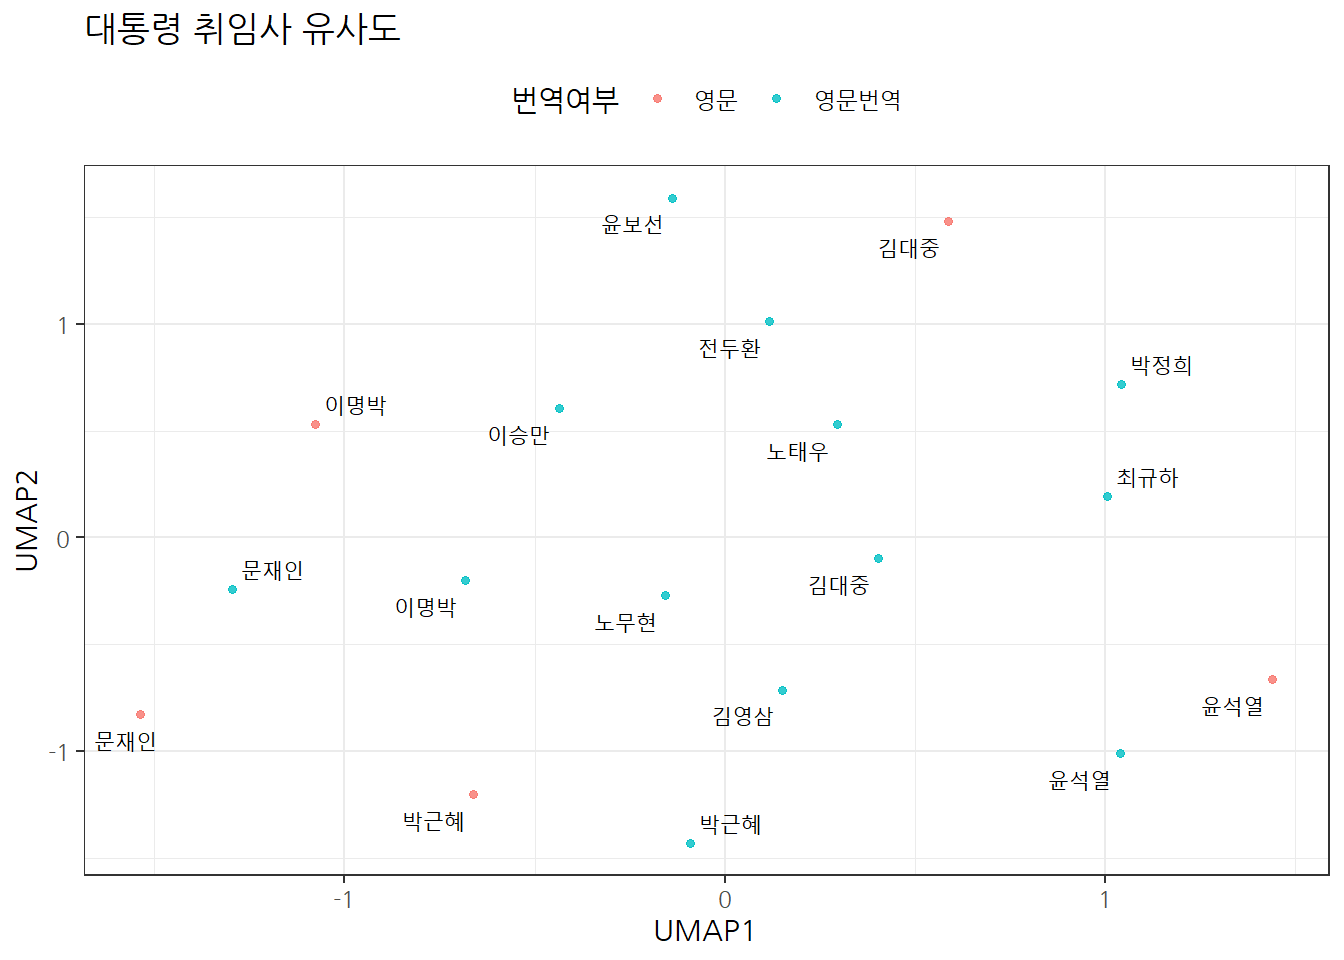 대통령 취임사 유사도
번역여부 영문 영문번역
윤보선
김대중
전두환
박정희
이명박
이승만
노태우
최규하
문재인
이명박
노무현
김대중
김영삼
윤석열
문재인
윤석열
박근혜
박근혜
1
0
-1
UMAP2
-1 0 1
UMAP1